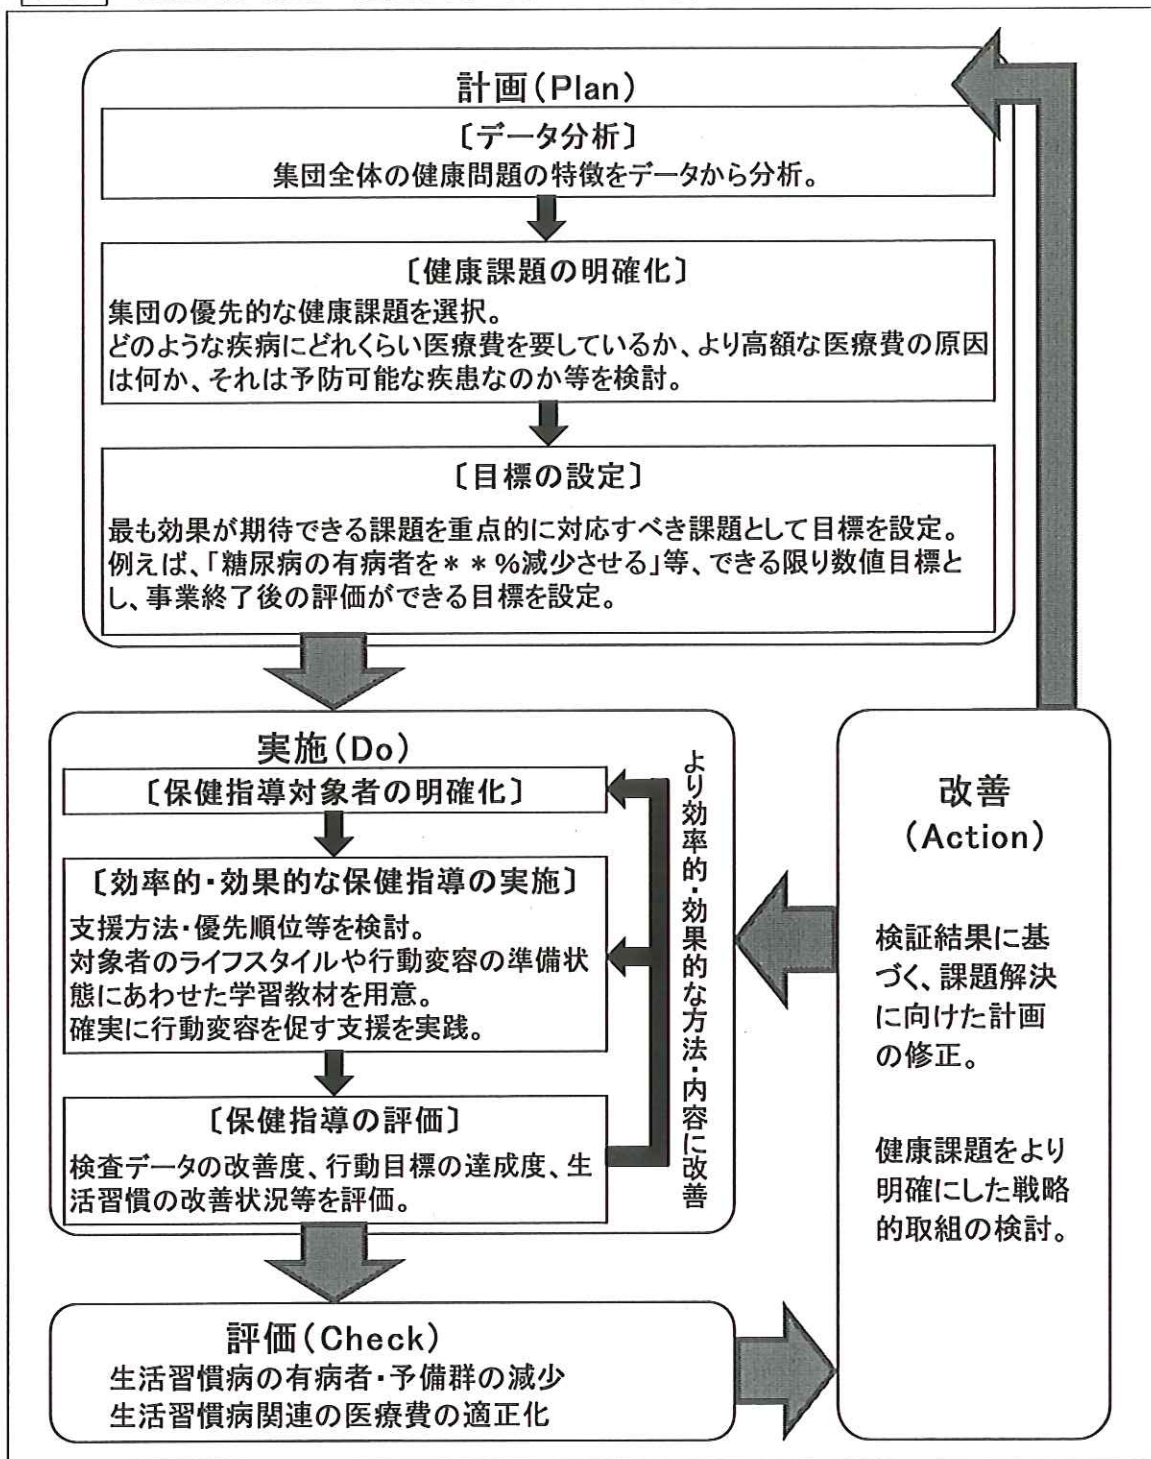 計画(Plan)
〔データ分析〕
集団全体の健康問題の特徴をデータから分析。
〔健康課題の明確化〕
集団の優先的な健康課題を選択。
どのような疾病にどれくらい医療費を要しているか、より高額な医療費の原因
は何か、それは予防可能な疾患なのか等を検討。
〔目標の設定〕
最も効果が期待できる課題を重点的に対応すべき課題として目標を設定。
例えば、「糖尿病の有病者を**%減少させる」等、できる限り数値目標と
し、事業終了後の評価ができる目標を設定。
実施(Do)
〔保健指導対象者の明確化〕
〔効率的・効果的な保健指導の実施〕
支援方法・優先順位等を検討。
対象者のライフスタイルや行動変容の準備状
態にあわせた学習教材を用意。
確実に行動変容を促す支援を実践。
〔保健指導の評価〕
検査データの改善度、行動目標の達成度、生
活習慣の改善状況等を評価。
より効率的・効果的な方法・内容に改善
評価(Check)
生活習慣病の有病者・予備群の減少
生活習慣病関連の医療費の適正化
改善
(Action)
検証結果に基
づく、課題解決
に向けた計画
の修正。
健康課題をより
明確にした戦略
的取組の検討。